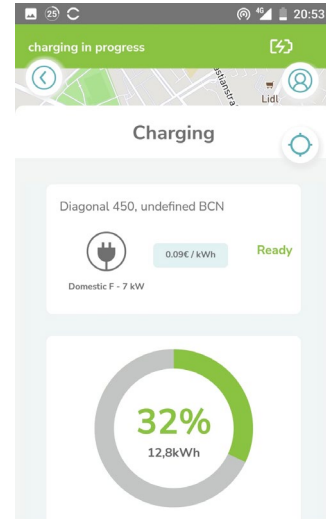 25 4G 20:53
charging in progress
Lidl
Charging
Diagonal 450, undefined BCN
0.09€ / kWh
Ready
Domestic F - 7 kW
32%
12,8kWh